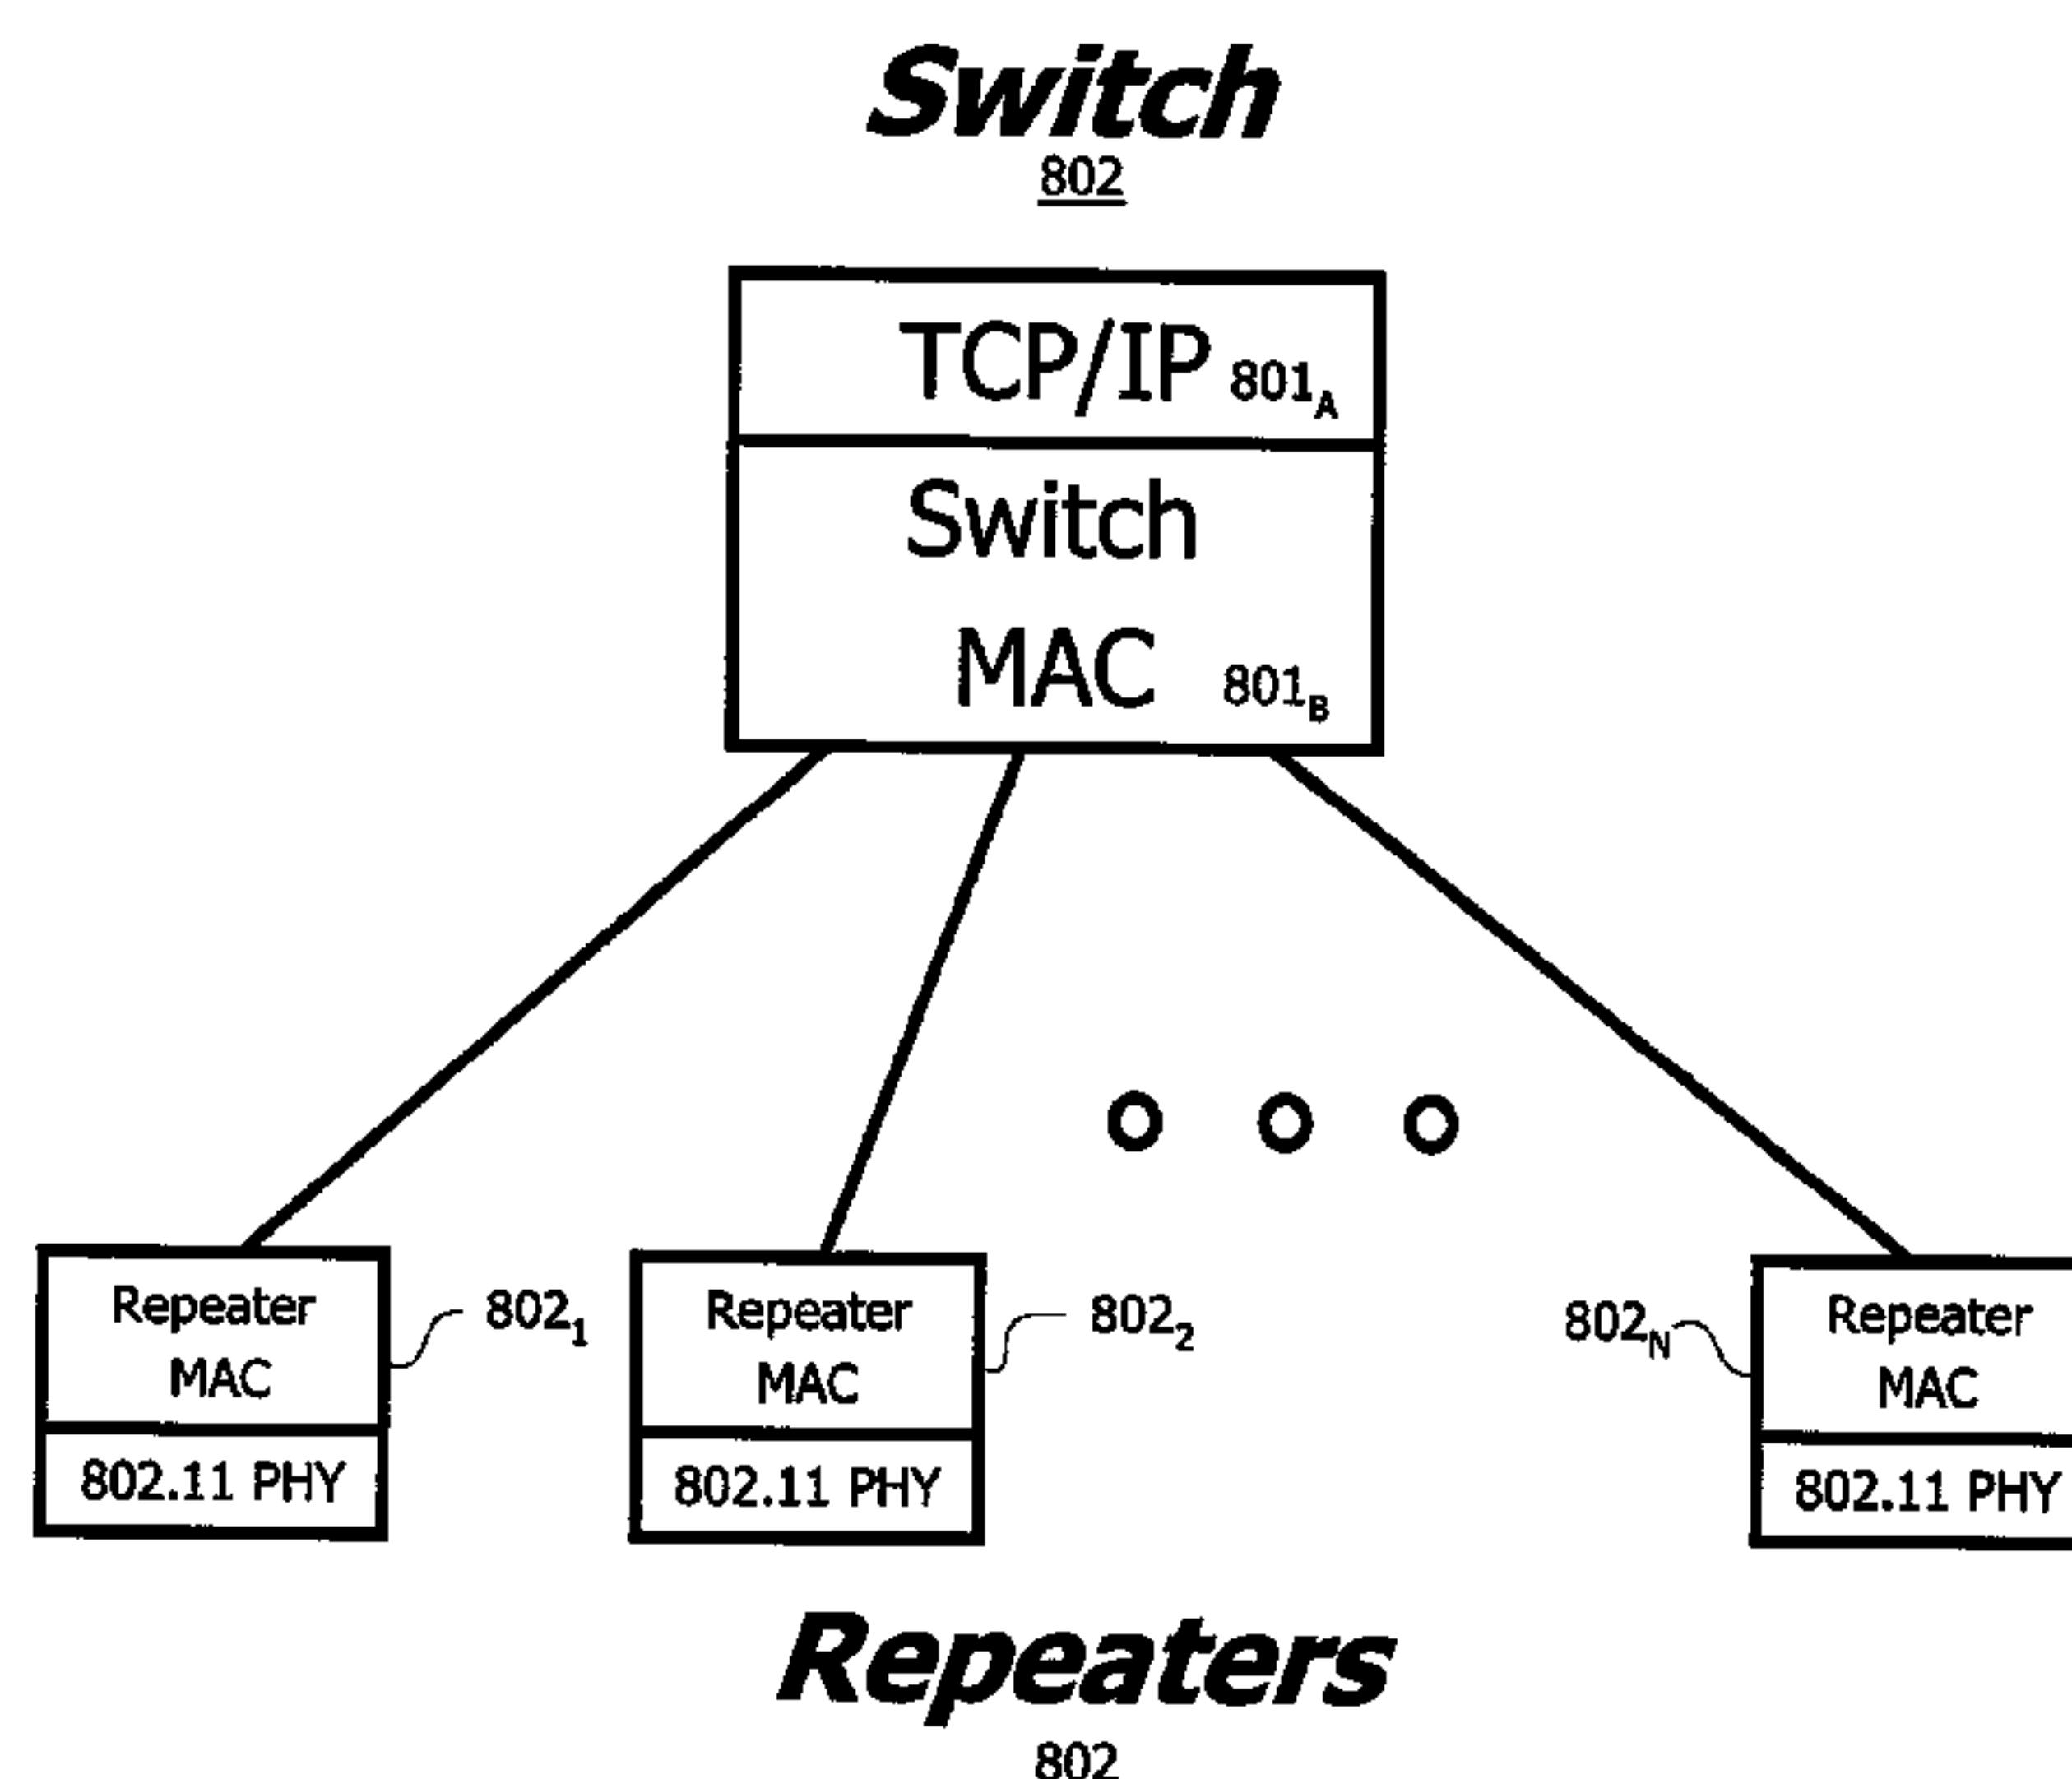 Switch
802
TCP/IP 801A
Switch
MAC 801B
Repeater
MAC
802.11 PHY
8021
Repeater
MAC
802.11 PHY
8022
802N
Repeater
MAC
802.11 PHY
Repeaters
802